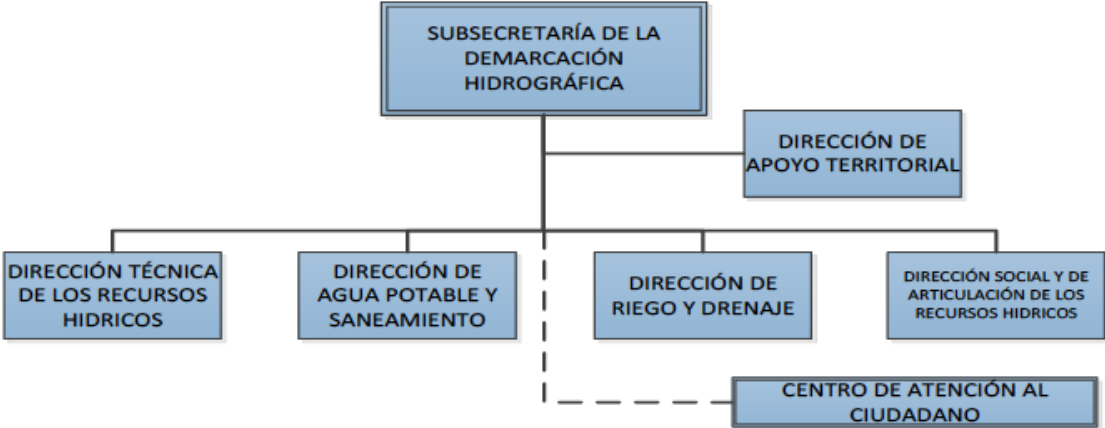 SUBSECRETARÍA DE LA
DEMARCACIÓN
HIDROGRÁFICA
DIRECCIÓN DE
APOYO TERRITORIAL
DIRECCIÓN TÉCNICA
DE LOS RECURSOS
HIDRICOS
DIRECCIÓN DE
AGUA POTABLE Y
SANEAMIENTO
DIRECCIÓN DE
RIEGO Y DRENAJE
DIRECCIÓN SOCIAL Y DE
ARTICULACIÓN DE LOS
RECURSOS HIDRICOS
CENTRO DE ATENCIÓN AL
CIUDADANO